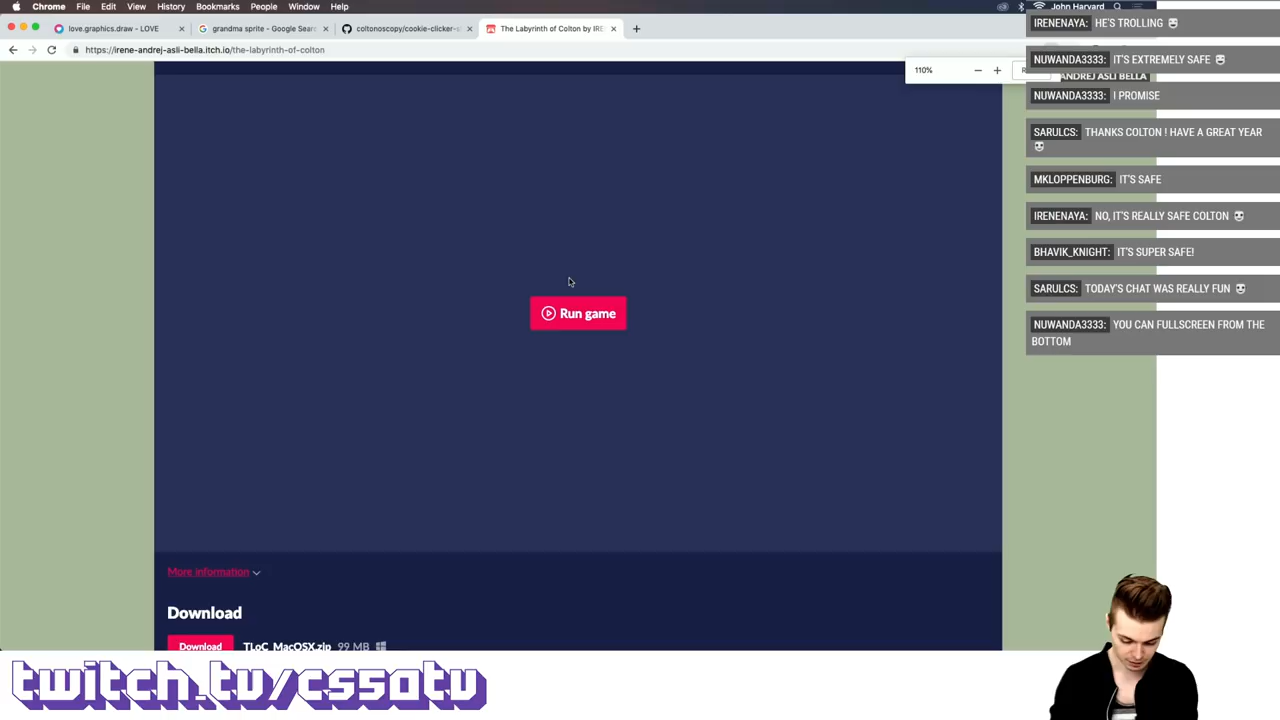 Chrome File Edit View History Bookmarks People Window Help
John Harvard
love.graphics.draw - LOVE
grandma sprite - Google Searc
coltonoscopy/cookie-clicker-s
The Labyrinth of Colton by IRE
https://irene-andrej-asli-bella.itch.io/the-labyrinth-of-colton
110%
ANDREJ ASLI BELLA
IRENENAYA: HE'S TROLLING
NUWANDA3333: IT'S EXTREMELY SAFE
NUWANDA3333: I PROMISE
SARULCS: THANKS COLTON ! HAVE A GREAT YEAR
MKLOPPENBURG: IT'S SAFE
IRENENAYA: NO, IT'S REALLY SAFE COLTON
BHAVIK_KNIGHT: IT'S SUPER SAFE!
SARULCS: TODAY'S CHAT WAS REALLY FUN
NUWANDA3333: YOU CAN FULLSCREEN FROM THE
BOTTOM
Run game
More information
Download
Download TLoC_MacOSX.zip 99 MB
twitch.tv/cs50tv